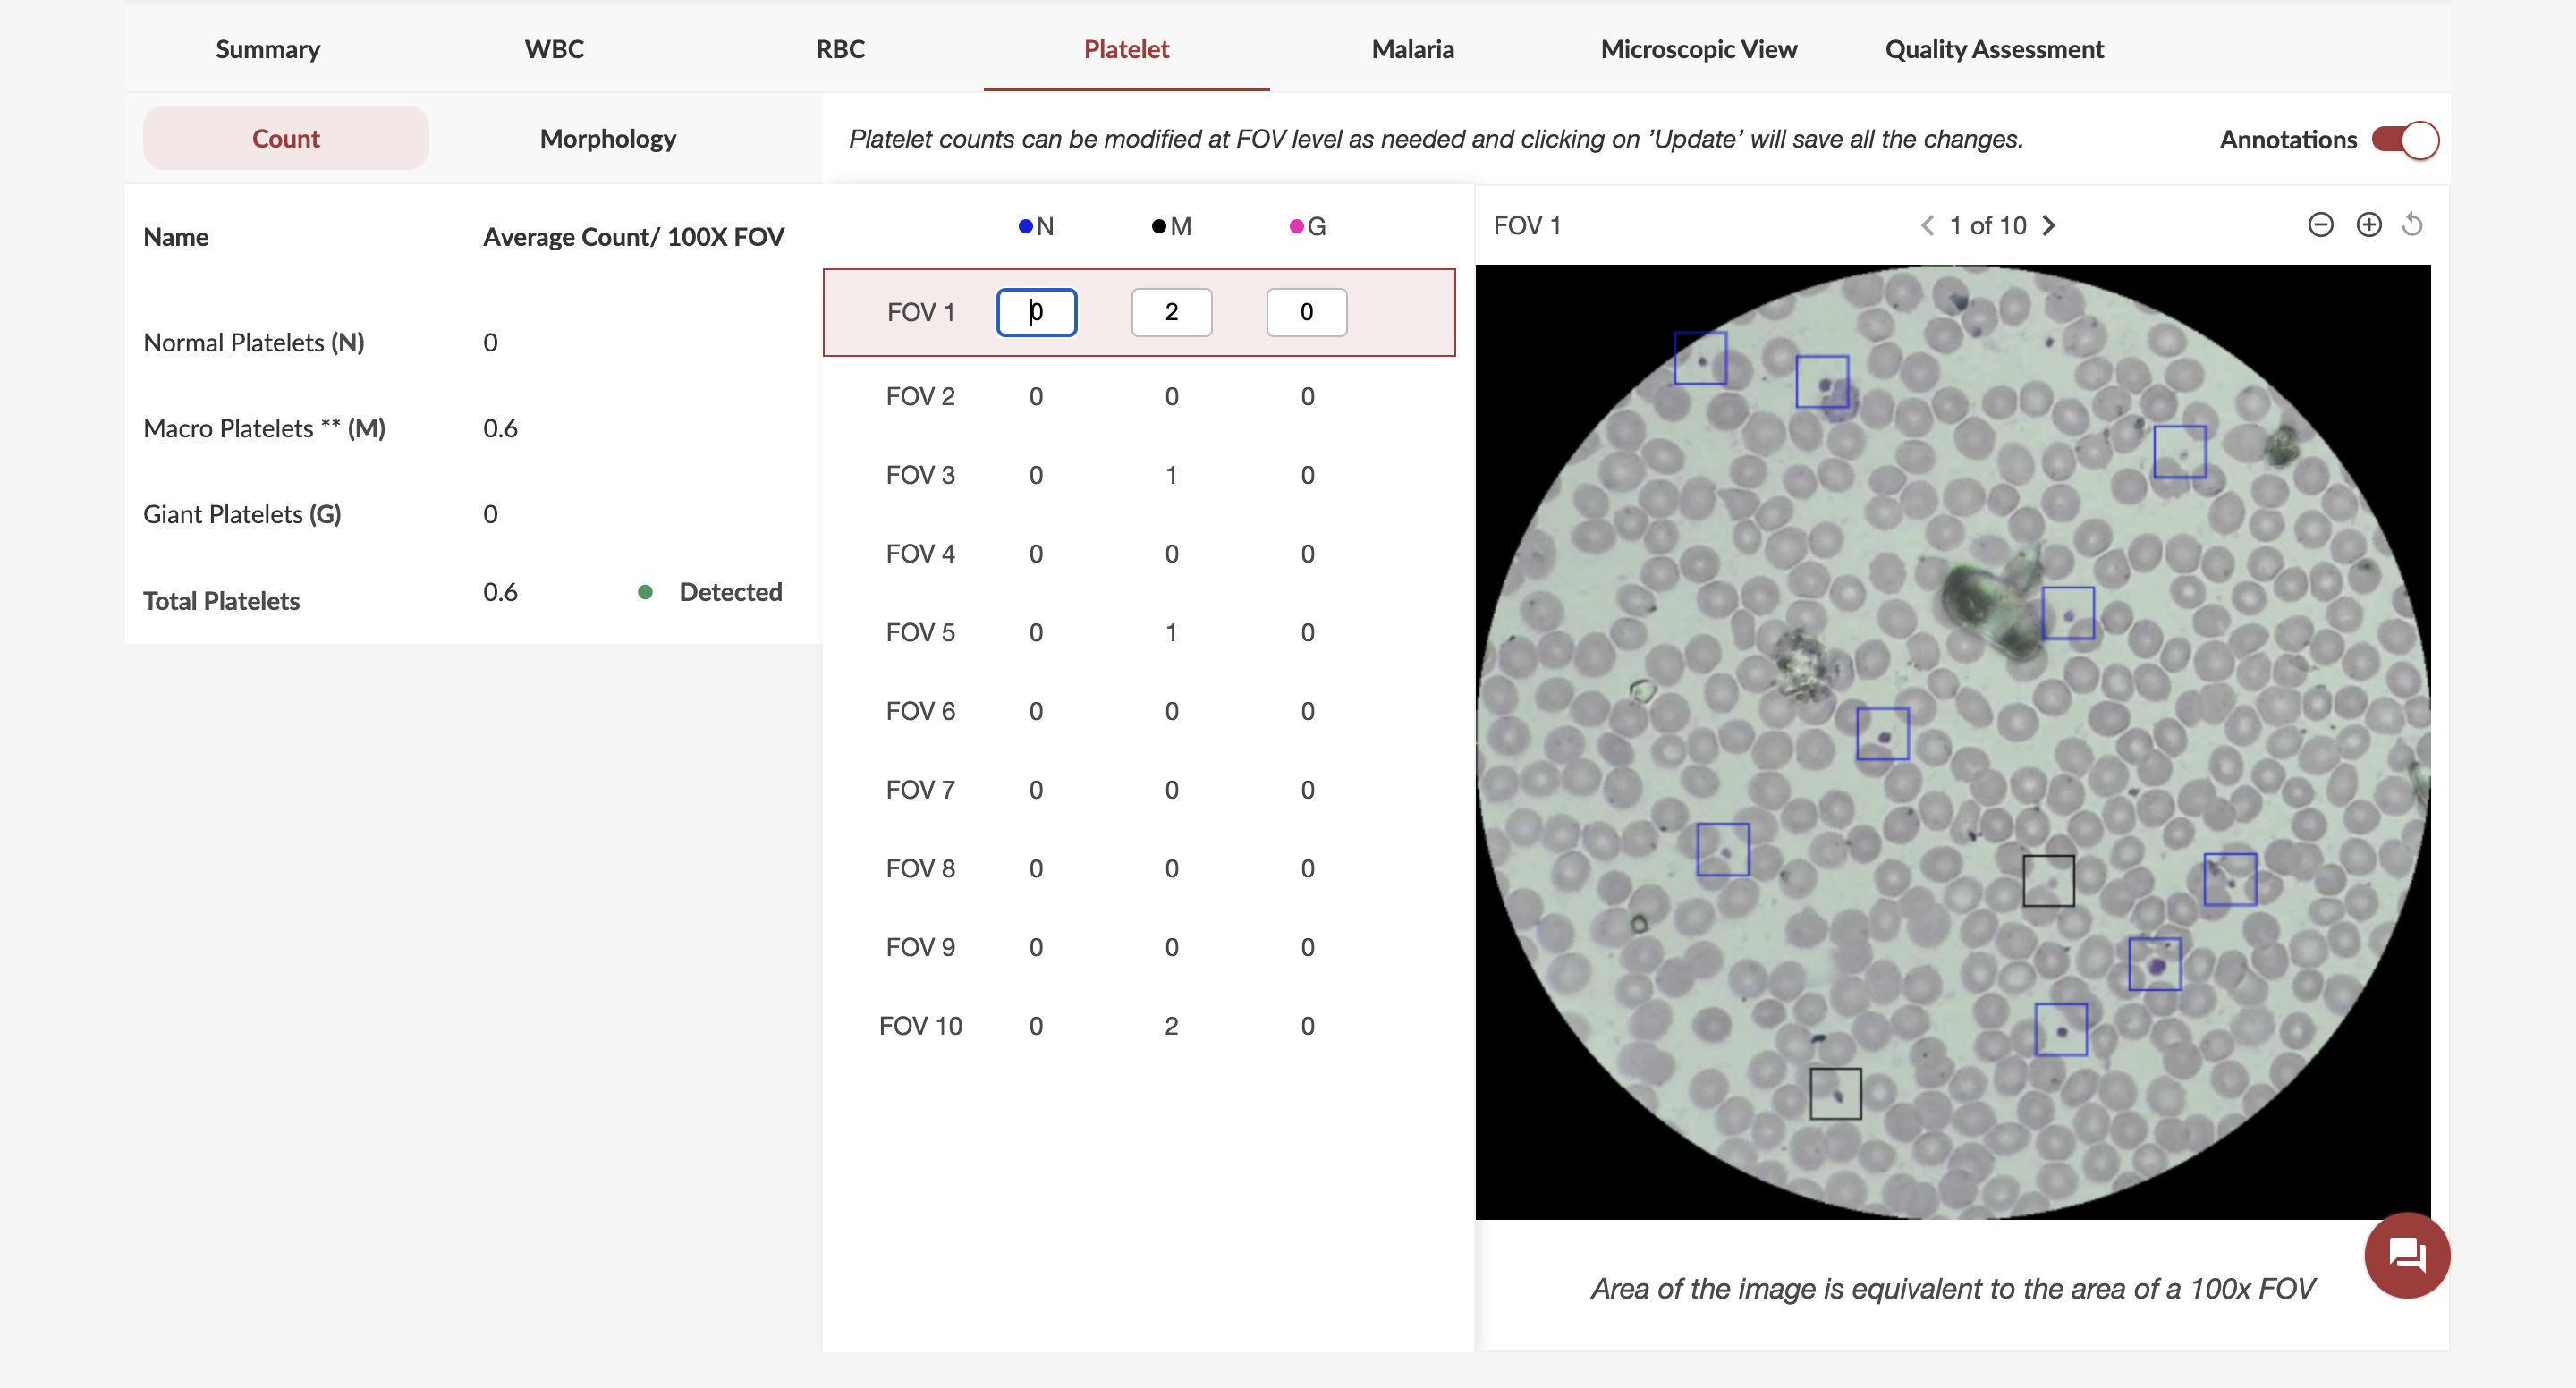 Summary WBC RBC Platelet Malaria Microscopic View Quality Assessment
Count Morphology
Platelet counts can be modified at FOV level as needed and clicking on 'Update' will save all the changes.
Annotations
Name Average Count/ 100X FOV
Normal Platelets (N) 0
Macro Platelets ** (M) 0.6
Giant Platelets (G) 0
Total Platelets 0.6 Detected
N M G
FOV 1 0 2 0
FOV 2 0 0 0
FOV 3 0 1 0
FOV 4 0 0 0
FOV 5 0 1 0
FOV 6 0 0 0
FOV 7 0 0 0
FOV 8 0 0 0
FOV 9 0 0 0
FOV 10 0 2 0
FOV 1 1 of 10
Area of the image is equivalent to the area of a 100x FOV